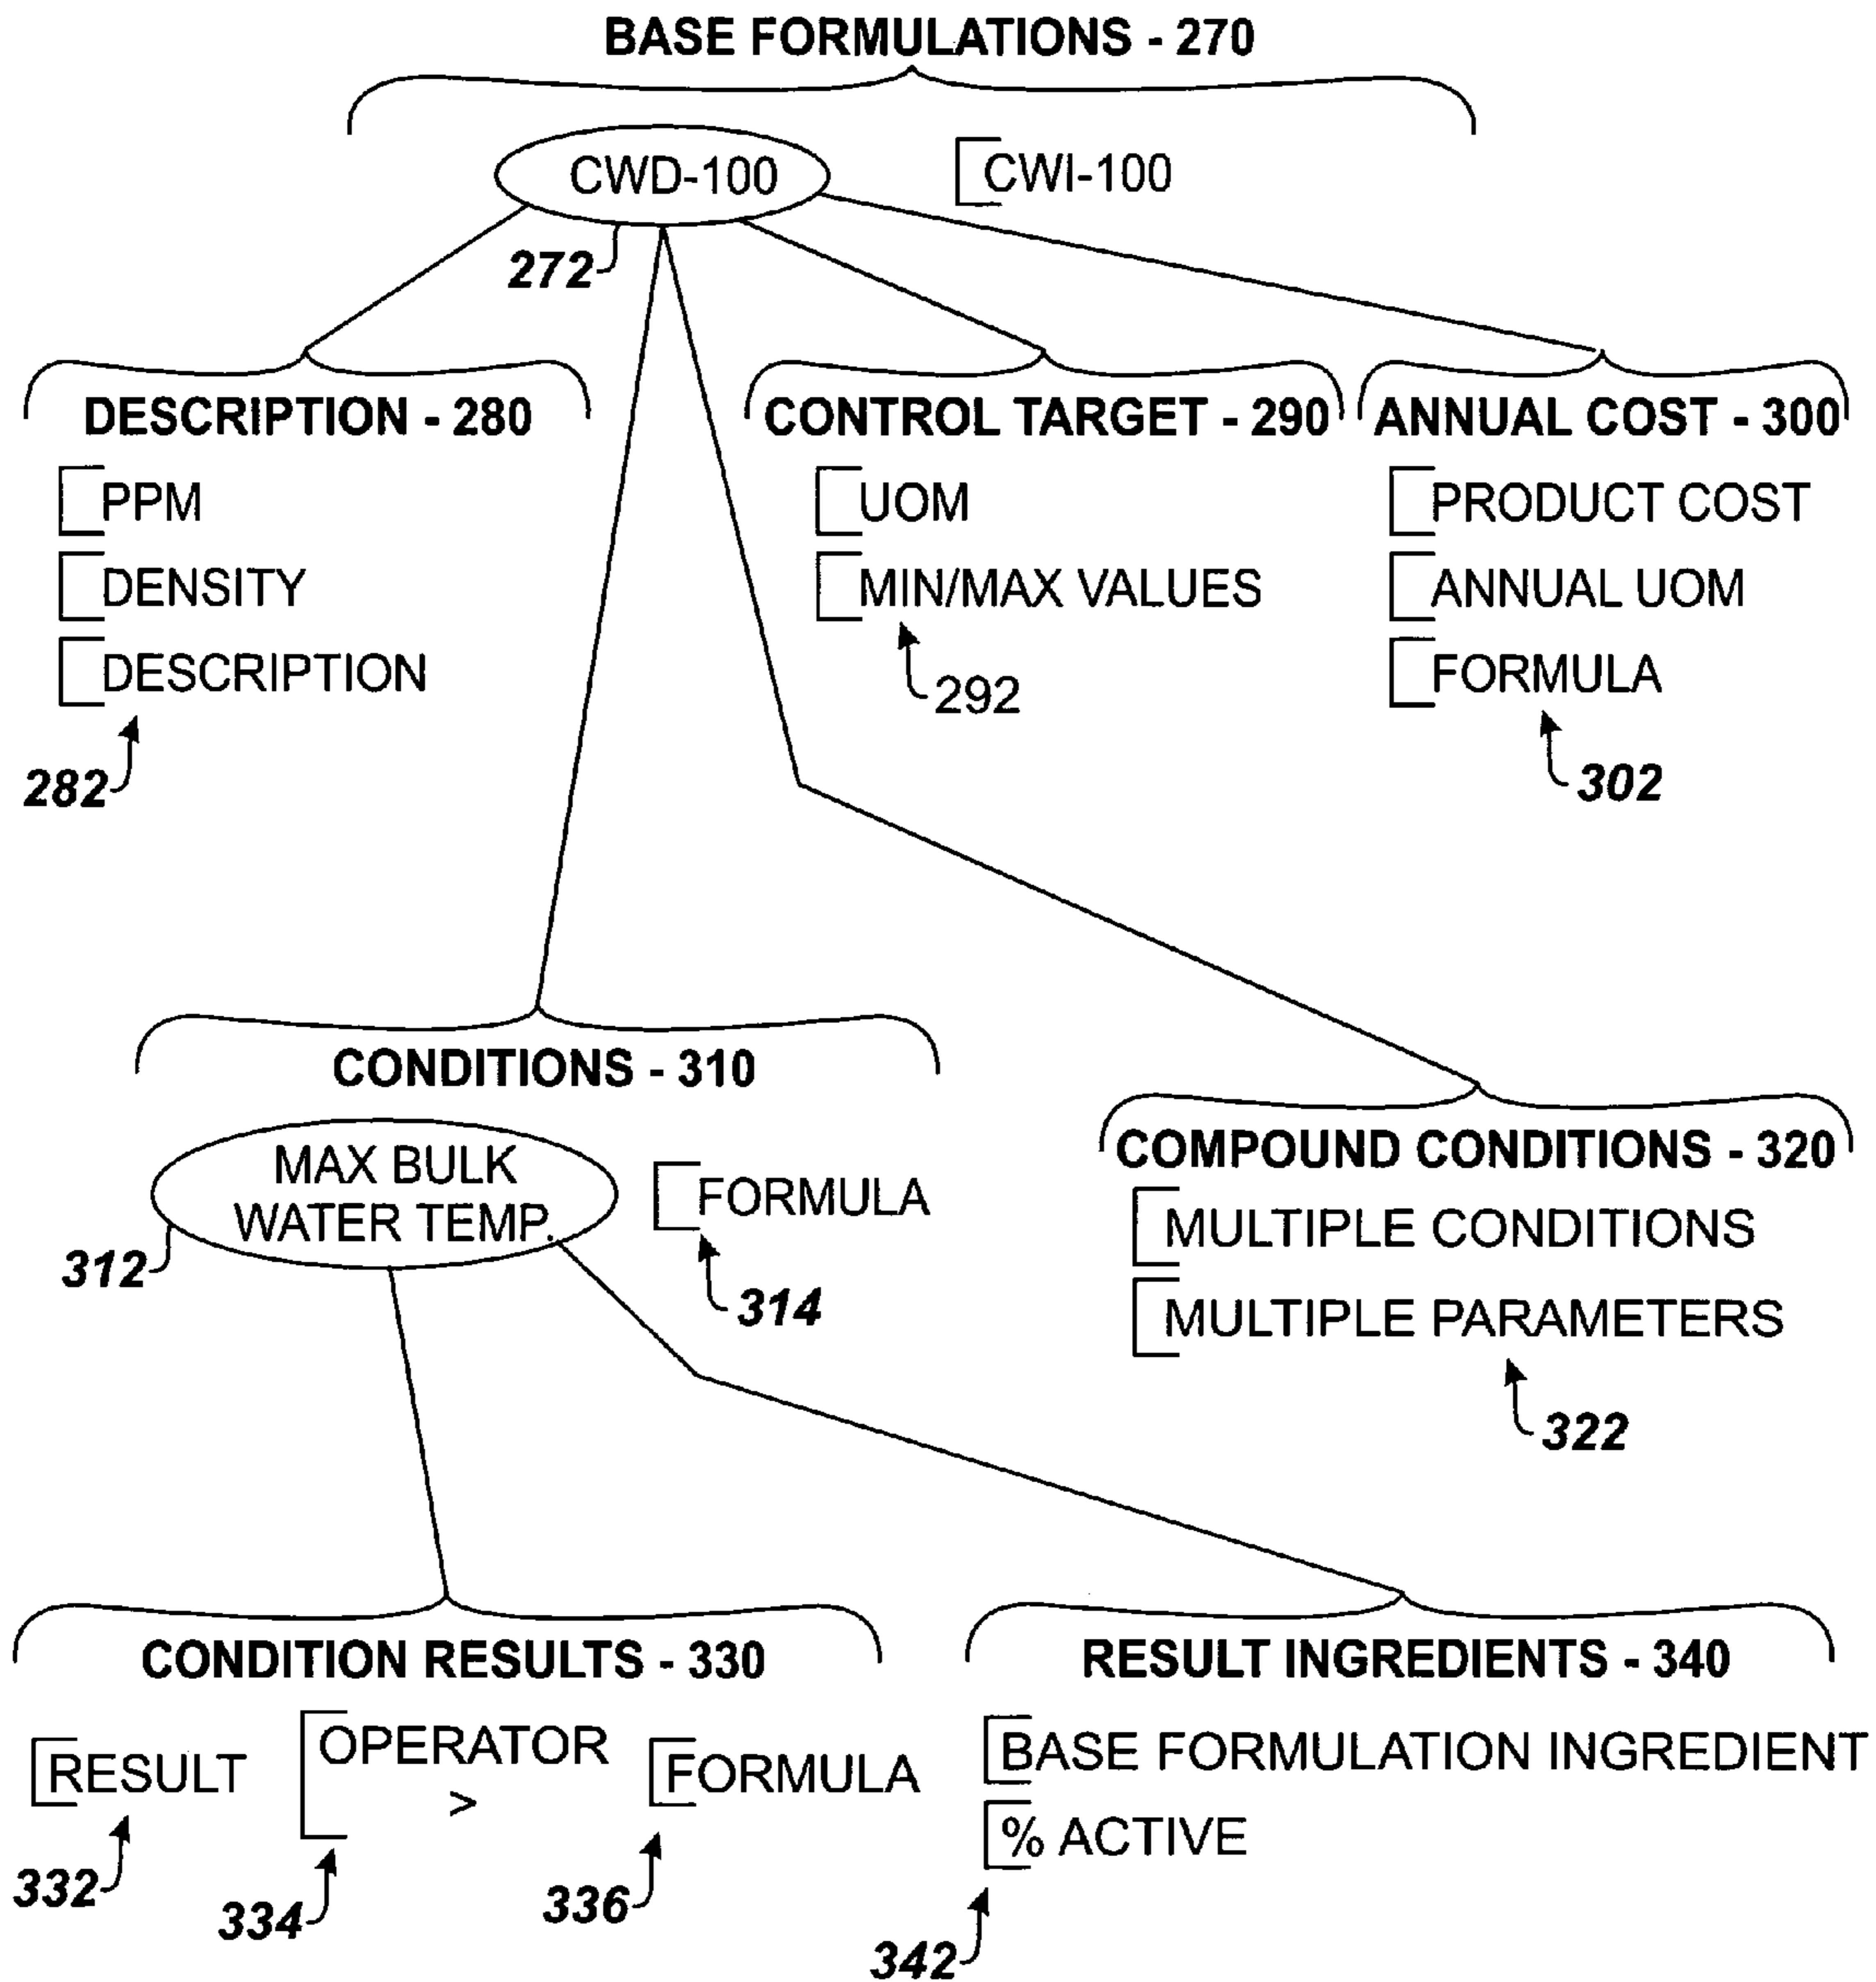 BASE FORMULATIONS - 270
CWD-100
CWI-100
272
DESCRIPTION - 280
PPM
DENSITY
DESCRIPTION
282
CONTROL TARGET - 290
UOM
MIN/MAX VALUES
292
ANNUAL COST - 300
PRODUCT COST
ANNUAL UOM
FORMULA
302
CONDITIONS - 310
MAX BULK
WATER TEMP.
312
FORMULA
314
COMPOUND CONDITIONS - 320
MULTIPLE CONDITIONS
MULTIPLE PARAMETERS
322
CONDITION RESULTS - 330
RESULT
332
OPERATOR
>
334
FORMULA
336
RESULT INGREDIENTS - 340
BASE FORMULATION INGREDIENT
% ACTIVE
342